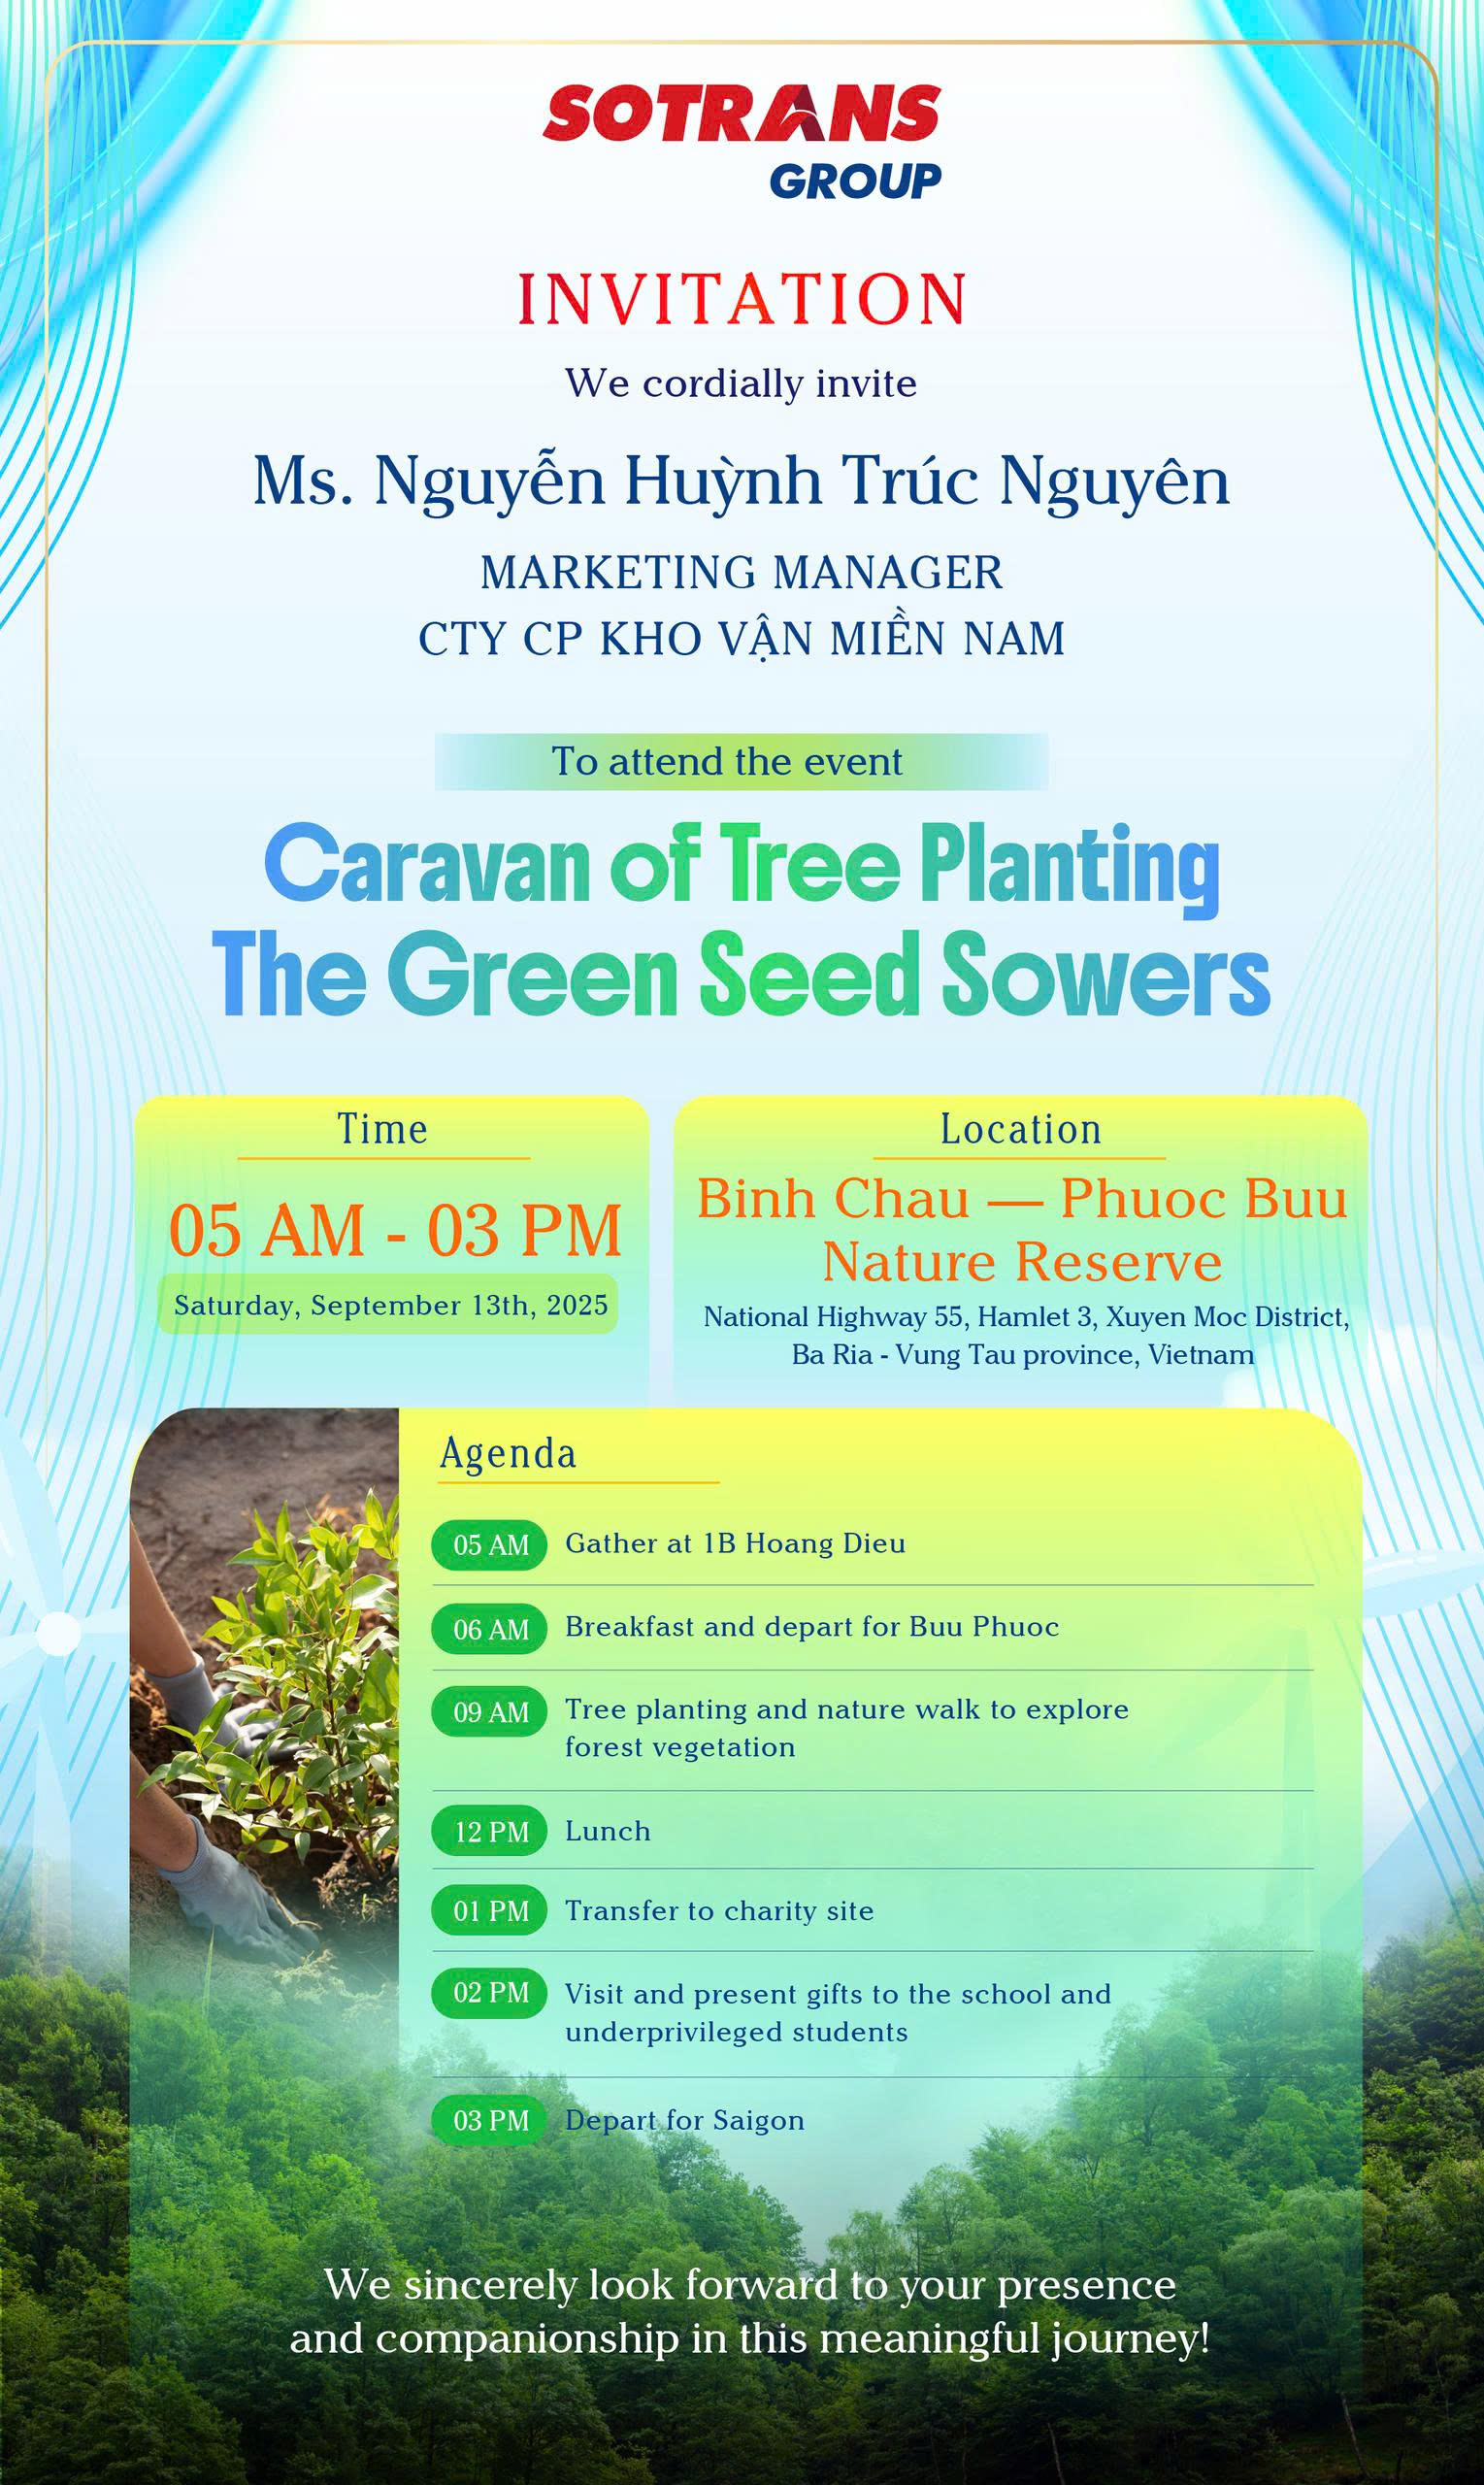 SOTRANS
GROUP
INVITATION
We cordially invite
Ms. Nguyễn Huỳnh Trúc Nguyên
MARKETING MANAGER
CTY CP KHO VẬN MIỀN NAM
To attend the event
Caravan of Tree Planting
The Green Seed Sowers
Time
05 AM - 03 PM
Saturday, September 13th, 2025
Location
Binh Chau — Phuoc Buu
Nature Reserve
National Highway 55, Hamlet 3, Xuyen Moc District,
Ba Ria - Vung Tau province, Vietnam
Agenda
05 AM Gather at 1B Hoang Dieu
06 AM Breakfast and depart for Buu Phuoc
09 AM Tree planting and nature walk to explore
forest vegetation
12 PM Lunch
01 PM Transfer to charity site
02 PM Visit and present gifts to the school and
underprivileged students
03 PM Depart for Saigon
We sincerely look forward to your presence
and companionship in this meaningful journey!